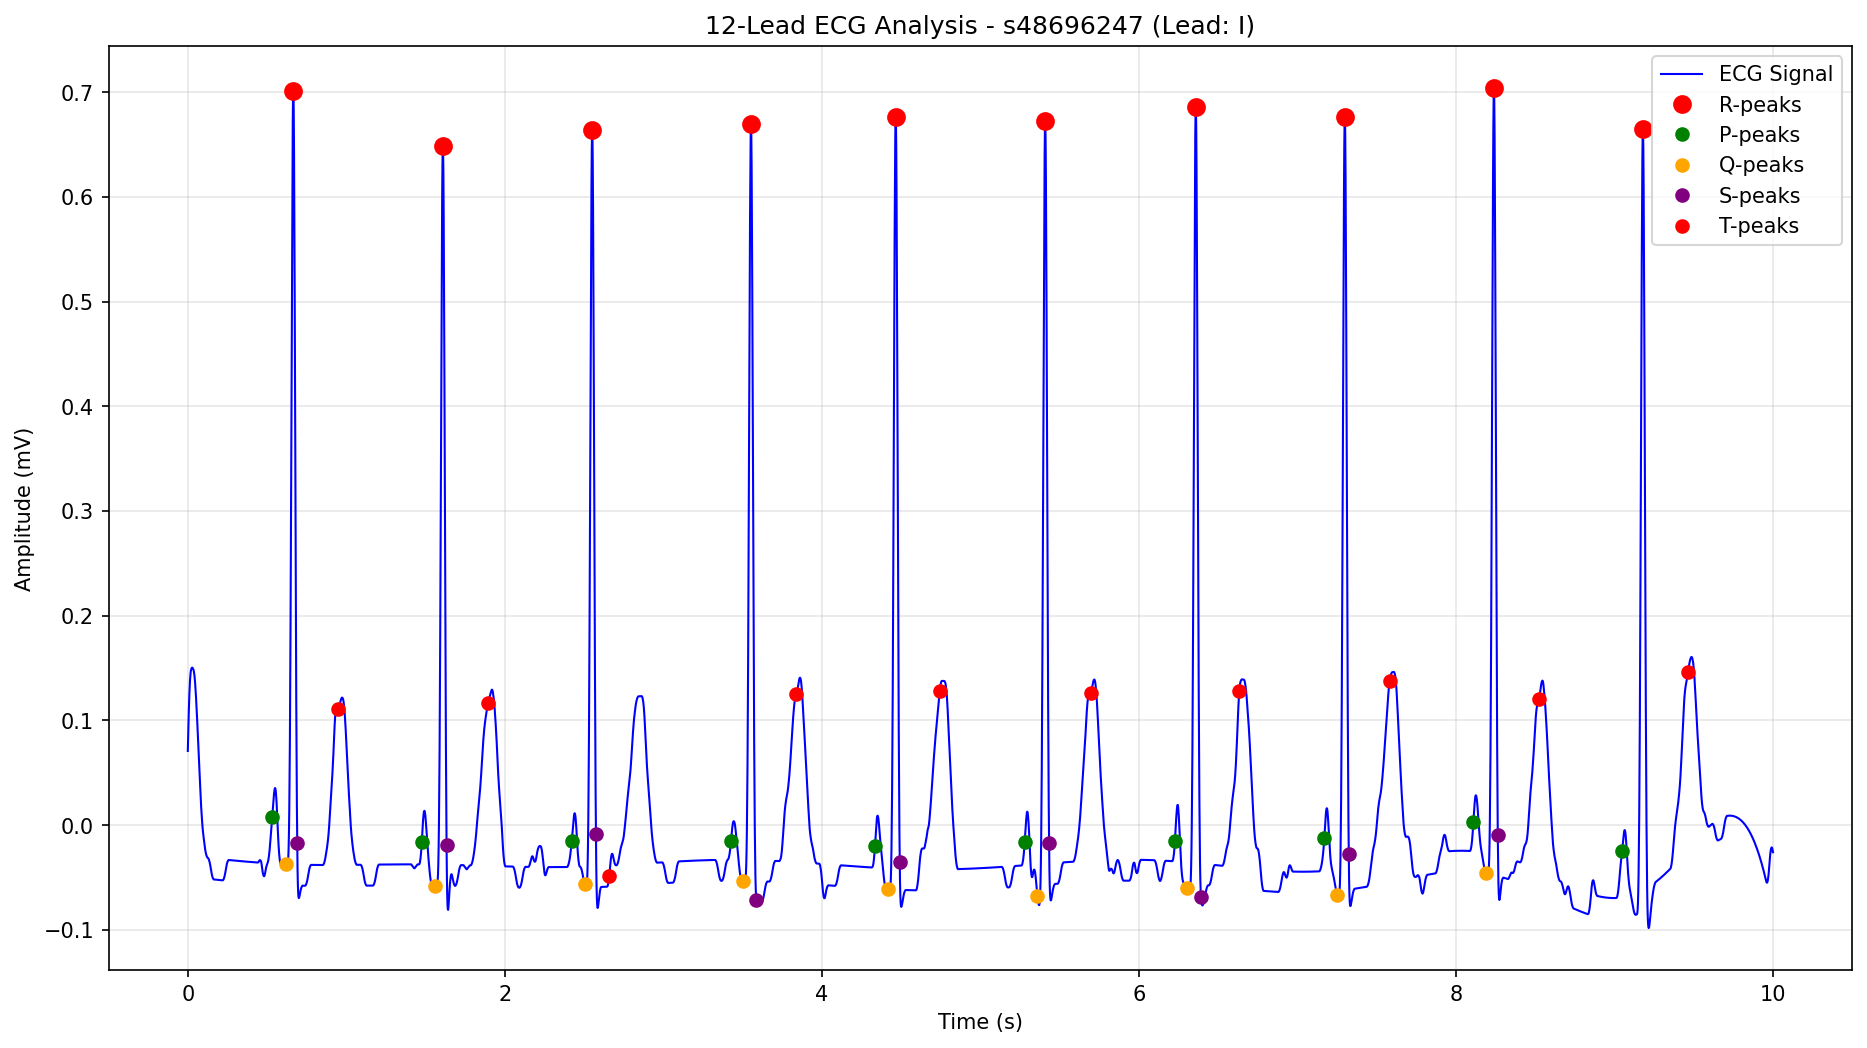 12-Lead ECG Analysis - s48696247 (Lead: I)
ECG Signal
R-peaks
P-peaks
Q-peaks
S-peaks
T-peaks
Amplitude (mV)
0.7
0.6
0.5
0.4
0.3
0.2
0.1
0.0
−0.1
0
2
4
6
8
10
Time (s)